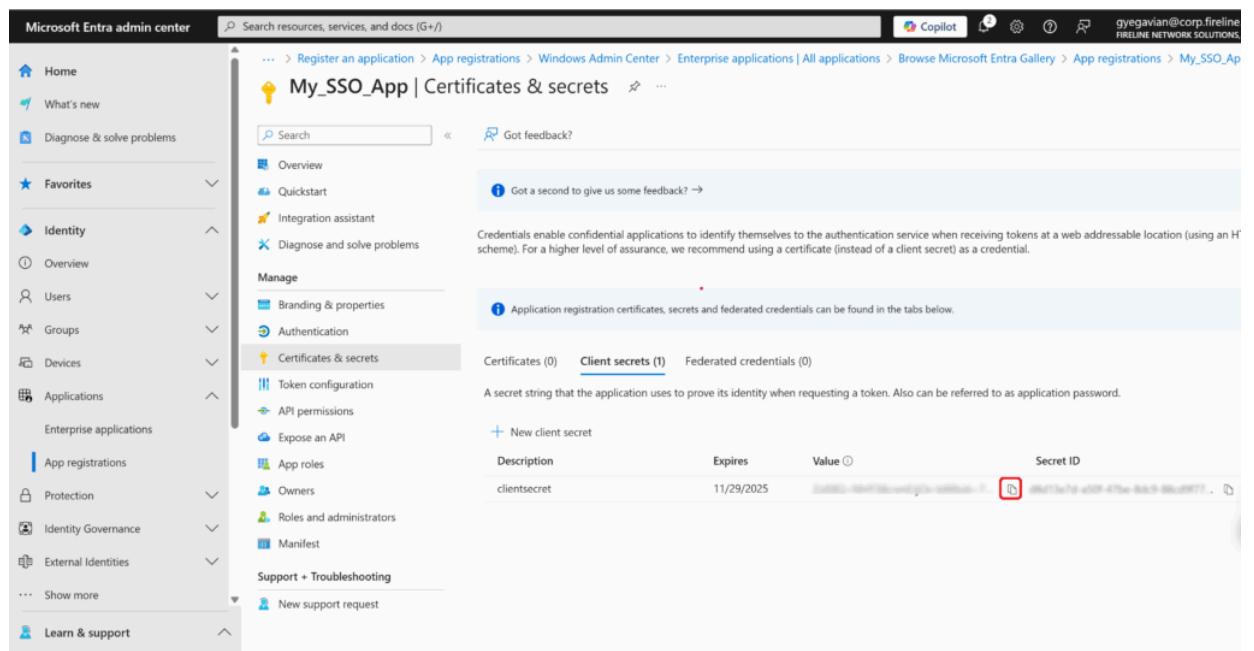 Microsoft Entra admin center
Search resources, services, and docs (G+/)
Copilot
2
gyegavian@corp.fireline
FIRELINE NETWORK SOLUTIONS,
Home
What's new
Diagnose & solve problems
Favorites
Identity
Overview
Users
Groups
Devices
Applications
Enterprise applications
App registrations
Protection
Identity Governance
External Identities
Show more
Learn & support
... > Register an application > App registrations > Windows Admin Center > Enterprise applications | All applications > Browse Microsoft Entra Gallery > App registrations > My_SSO_Ap
My_SSO_App | Certificates & secrets
Search
Overview
Quickstart
Integration assistant
Diagnose and solve problems
Manage
Branding & properties
Authentication
Certificates & secrets
Token configuration
API permissions
Expose an API
App roles
Owners
Roles and administrators
Manifest
Support + Troubleshooting
New support request
Got feedback?
Got a second to give us some feedback?
Credentials enable confidential applications to identify themselves to the authentication service when receiving tokens at a web addressable location (using an HT
scheme). For a higher level of assurance, we recommend using a certificate (instead of a client secret) as a credential.
Application registration certificates, secrets and federated credentials can be found in the tabs below.
Certificates (0) Client secrets (1) Federated credentials (0)
A secret string that the application uses to prove its identity when requesting a token. Also can be referred to as application password.
New client secret
Description Expires Value Secret ID
clientsecret 11/29/2025